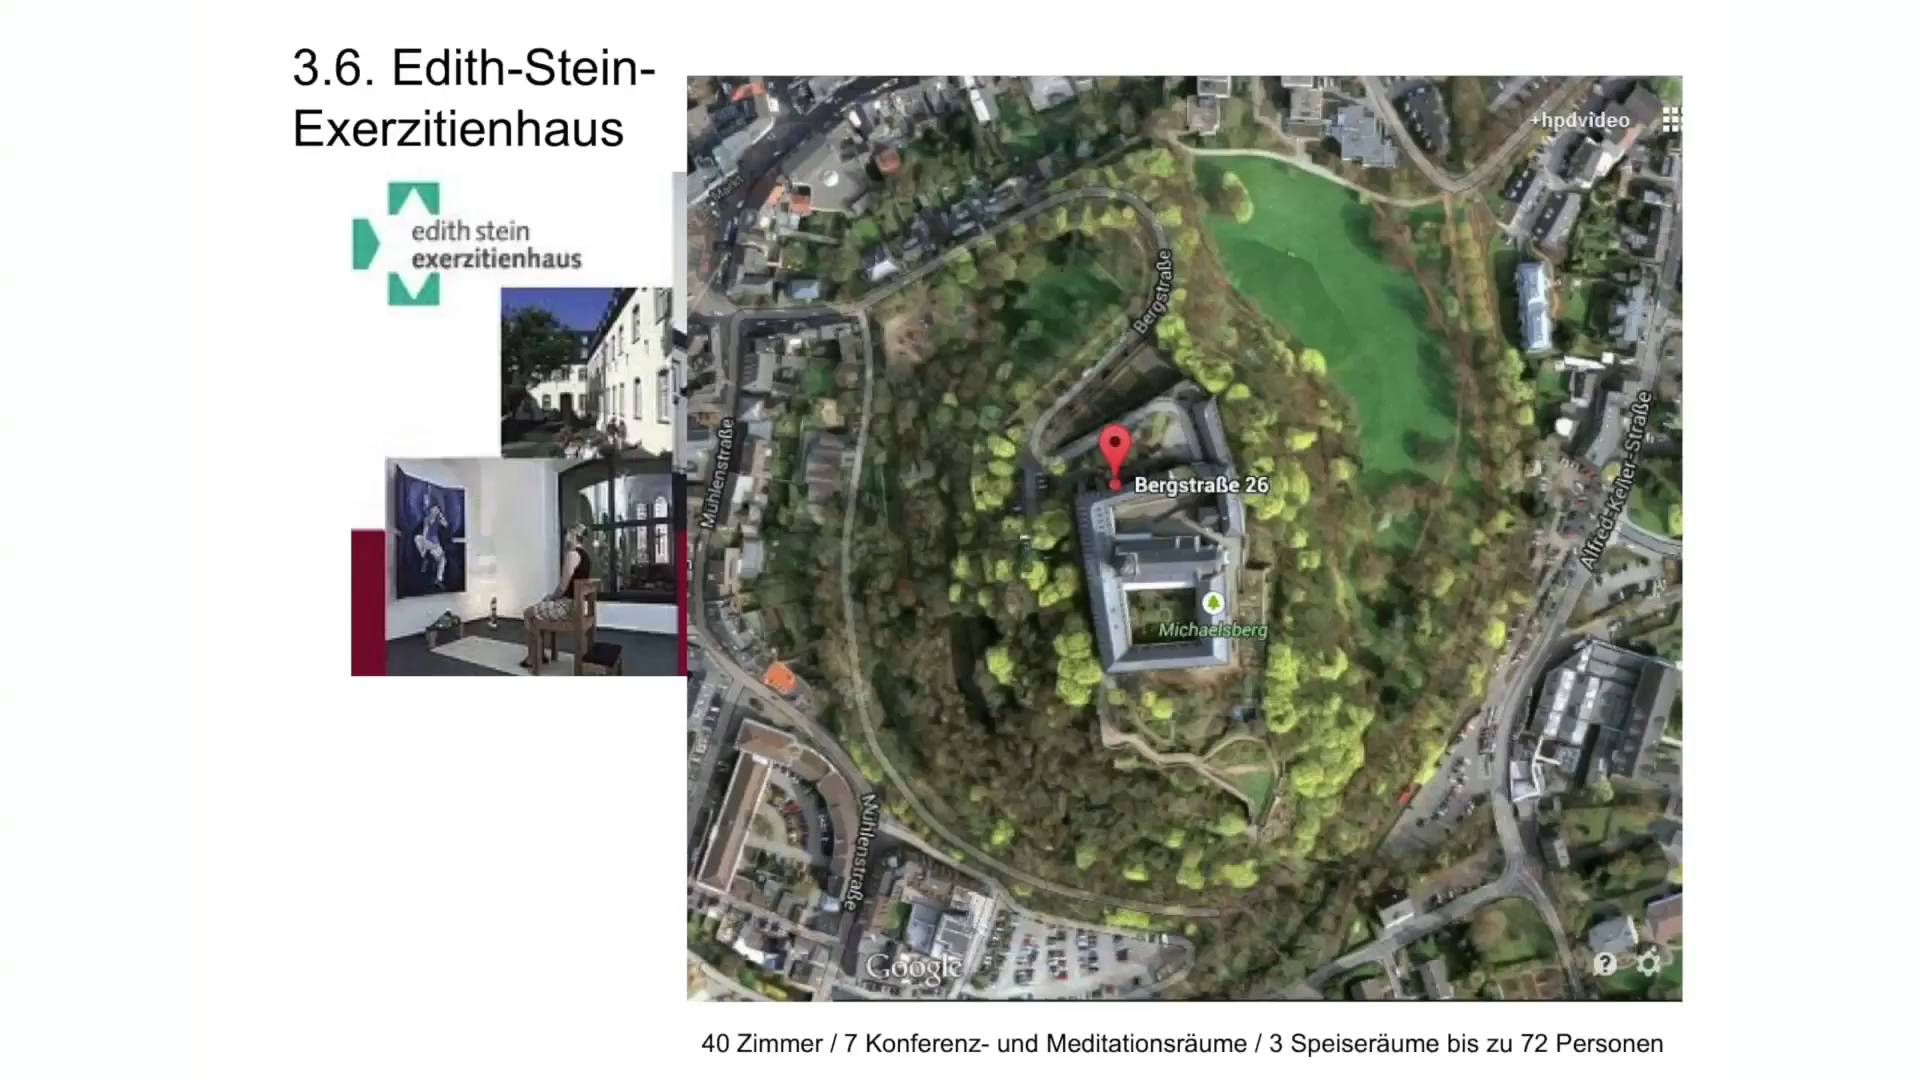 3.6. Edith-Stein-
Exerzitienhaus
edith stein
exerzitienhaus
+hpdvideo
Markt
Bergstraße
Mühlenstraße
Alfred-Keller-Straße
Bergstraße 26
Michaelsberg
Mühlenstraße
Google
?
40 Zimmer / 7 Konferenz- und Meditationsräume / 3 Speiseräume bis zu 72 Personen